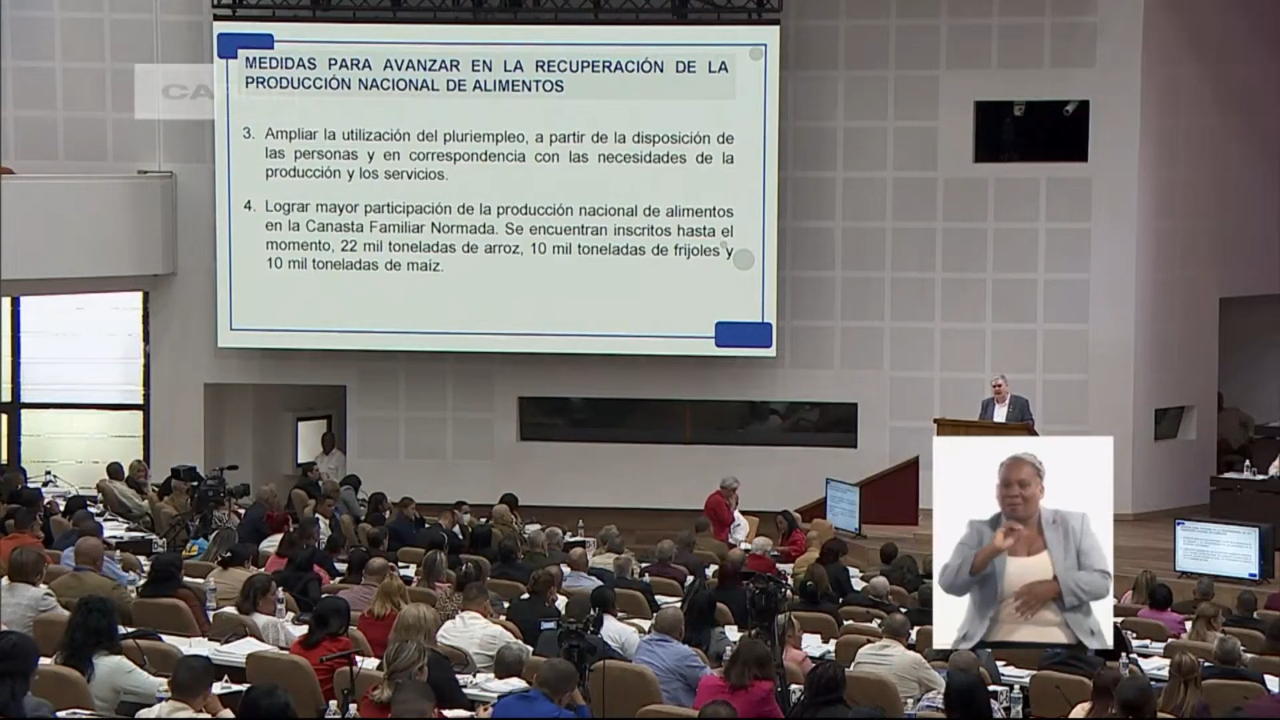 MEDIDAS PARA AVANZAR EN LA RECUPERACIÓN DE LA
PRODUCCIÓN NACIONAL DE ALIMENTOS
CA
3. Ampliar la utilización del pluriempleo, a partir de la disposición de
las personas y en correspondencia con las necesidades de la
producción y los servicios.
4. Lograr mayor participación de la producción nacional de alimentos
en la Canasta Familiar Normada. Se encuentran inscritos hasta el
momento, 22 mil toneladas de arroz, 10 mil toneladas de frijoles y
10 mil toneladas de maíz.